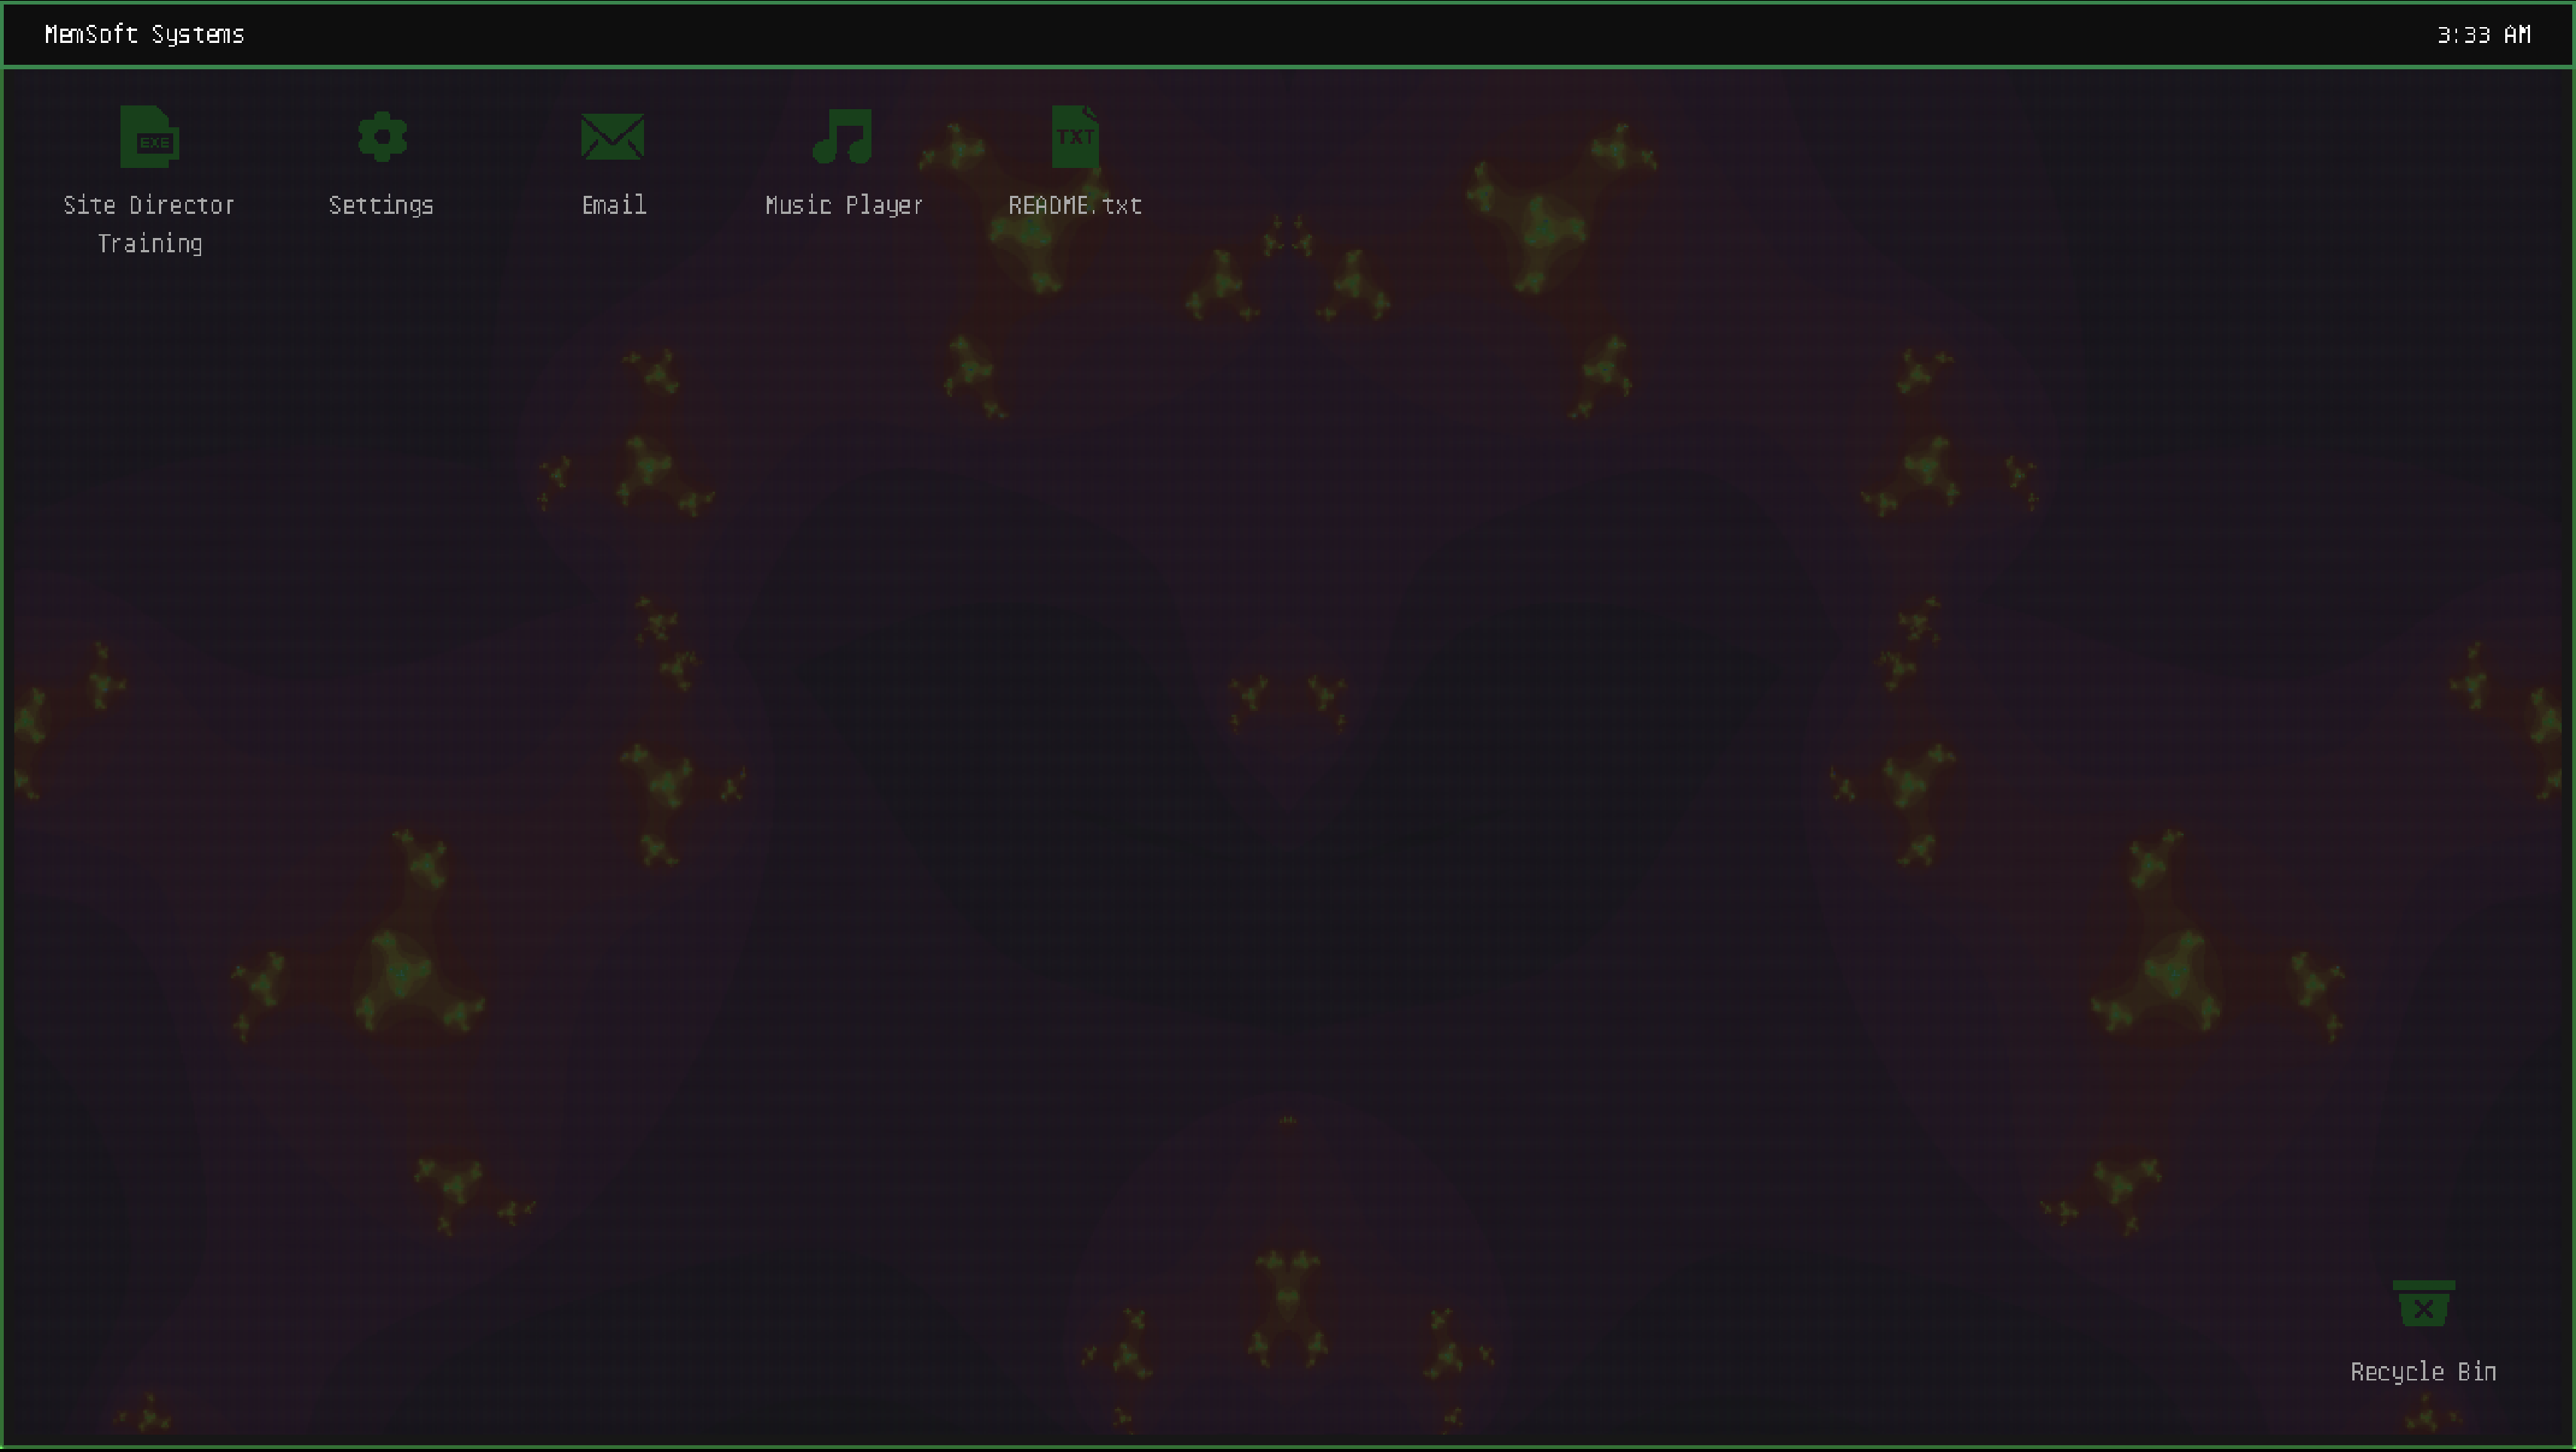 MemSoft Systems
3:33 AM
EXE
TXT
Site Director
Training
Settings
Email
Music Player
README.txt
Recycle Bin